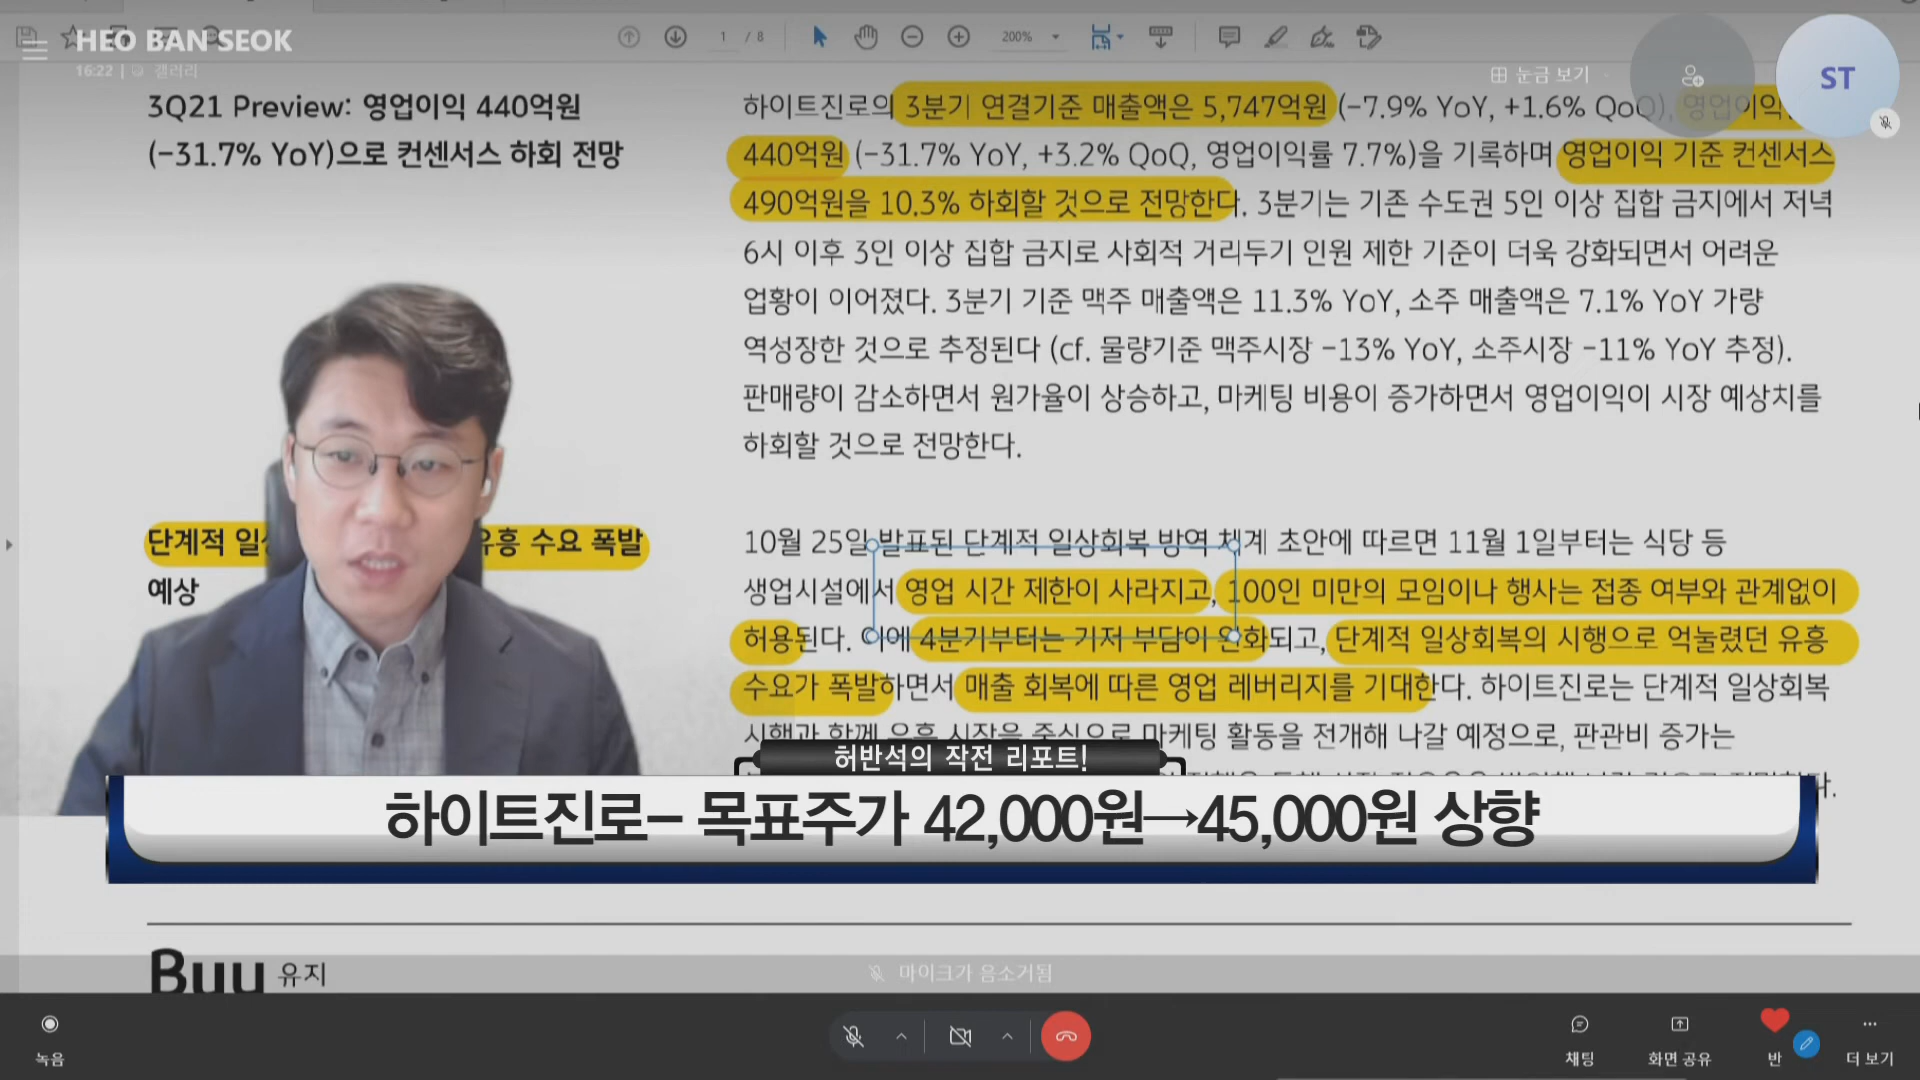 HEO BAN SEOK
16:22 | 갤러리
1 / 8
200%
눈금 보기
ST
3Q21 Preview: 영업이익 440억원
(-31.7% YoY)으로 컨센서스 하회 전망
하이트진로의 3분기 연결기준 매출액은 5,747억원 (-7.9% YoY, +1.6% QoQ), 영업이익
440억원 (-31.7% YoY, +3.2% QoQ, 영업이익률 7.7%)을 기록하며 영업이익 기준 컨센서스
490억원을 10.3% 하회할 것으로 전망한다. 3분기는 기존 수도권 5인 이상 집합 금지에서 저녁
6시 이후 3인 이상 집합 금지로 사회적 거리두기 인원 제한 기준이 더욱 강화되면서 어려운
업황이 이어졌다. 3분기 기준 맥주 매출액은 11.3% YoY, 소주 매출액은 7.1% YoY 가량
역성장한 것으로 추정된다 (cf. 물량기준 맥주시장 -13% YoY, 소주시장 -11% YoY 추정).
판매량이 감소하면서 원가율이 상승하고, 마케팅 비용이 증가하면서 영업이익이 시장 예상치를
하회할 것으로 전망한다.
단계적 일 유흥 수요 폭발
예상
10월 25일 발표된 단계적 일상회복 방역 체계 초안에 따르면 11월 1일부터는 식당 등
생업시설에서 영업 시간 제한이 사라지고, 100인 미만의 모임이나 행사는 접종 여부와 관계없이
허용된다. 이에 4분기부터는 기저 부담이 완화되고, 단계적 일상회복의 시행으로 억눌렸던 유흥
수요가 폭발하면서 매출 회복에 따른 영업 레버리지를 기대한다. 하이트진로는 단계적 일상회복
시행과 함께 유흥 시장을 중심으로 마케팅 활동을 전개해 나갈 예정으로, 판관비 증가는
허반석의 작전 리포트!
하이트진로- 목표주가 42,000원→45,000원 상향
Buy 유지
마이크가 음소거됨
녹음
채팅
화면 공유
반
더 보기